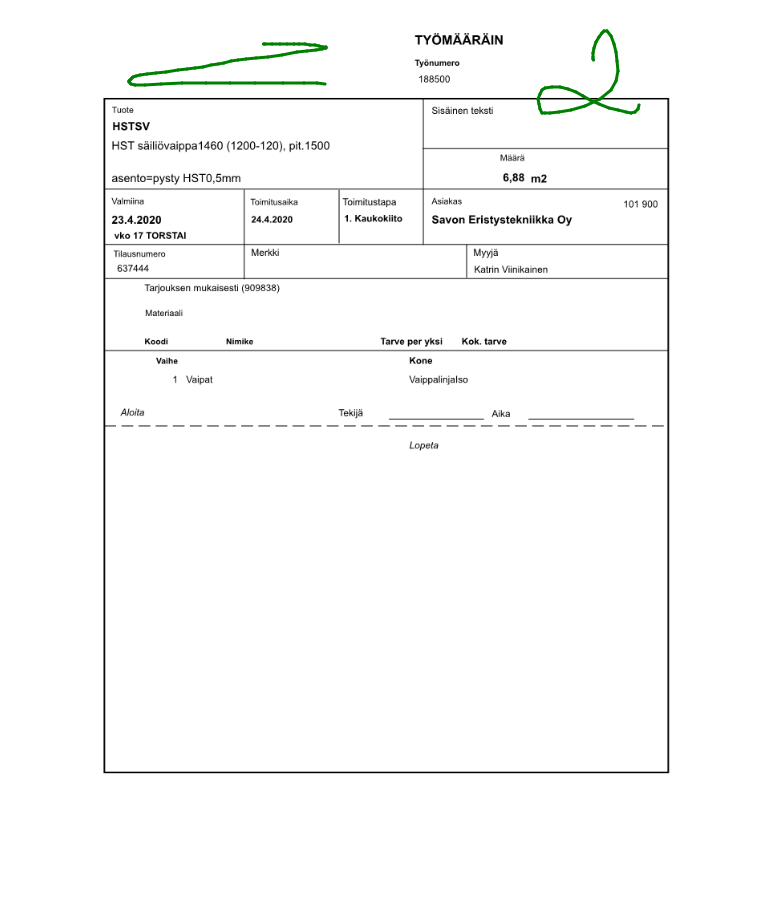 TYÖMÄÄRÄIN
2
Työnumero
188500
Tuote
HSTSV
HST säiliövaippa1460 (1200-120), pit.1500
asento=pysty HST0,5mm
Sisäinen teksti
Määrä
6,88 m2
Valmiina
23.4.2020
vko 17 TORSTAI
Toimitusaika
24.4.2020
Toimitustapa
1. Kaukokiito
Asiakas 101 900
Savon Eristystekniikka Oy
Tilausnumero
637444
Merkki
Myyjä
Katrin Viinikainen
Tarjouksen mukaisesti (909838)
Materiaali
Koodi Nimike Tarve per yksi Kok. tarve
Vaihe Kone
1 Vaipat Vaippalinjalso
Aloita Tekijä Aika
Lopeta